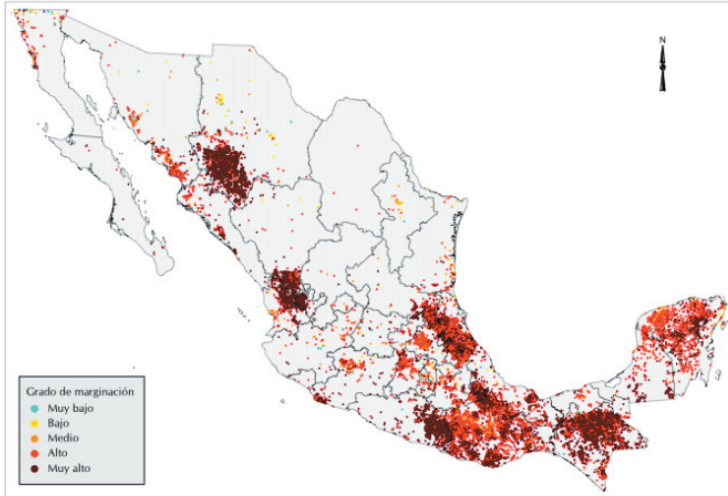 N
Grado de marginación
Muy bajo
Bajo
Medio
Alto
Muy alto